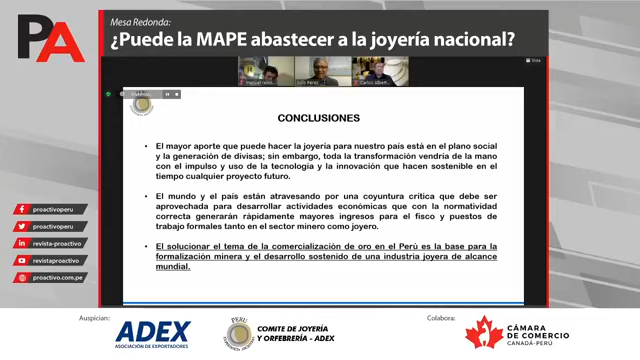 PA
Mesa Redonda:
¿Puede la MAPE abastecer a la joyería nacional?
Julio Perez
CONCLUSIONES
• El mayor aporte que puede hacer la joyería para nuestro país está en el plano social
y la generación de divisas; sin embargo, toda la transformación vendría de la mano
con el impulso y uso de la tecnología y la innovación que hacen sostenible en el
tiempo cualquier proyecto futuro.
• El mundo y el país están atravesando por una coyuntura crítica que debe ser
aprovechada para desarrollar actividades económicas que con la normatividad
correcta generarán rápidamente mayores ingresos para el fisco y puestos de
trabajo formales tanto en el sector minero como joyero.
• El solucionar el tema de la comercialización de oro en el Perú es la base para la
formalización minera y el desarrollo sostenido de una industria joyera de alcance
mundial.
proactivoperu
proactivoperu
revista-proactivo
revistaproactivo
proactivo.com.pe
Auspician:
ADEX
ASOCIACIÓN DE EXPORTADORES
PERU
COMITE DE JOYERÍA
Y ORFEBRERÍA - ADEX
Colabora:
CÁMARA
DE COMERCIO
CANADÁ-PERÚ